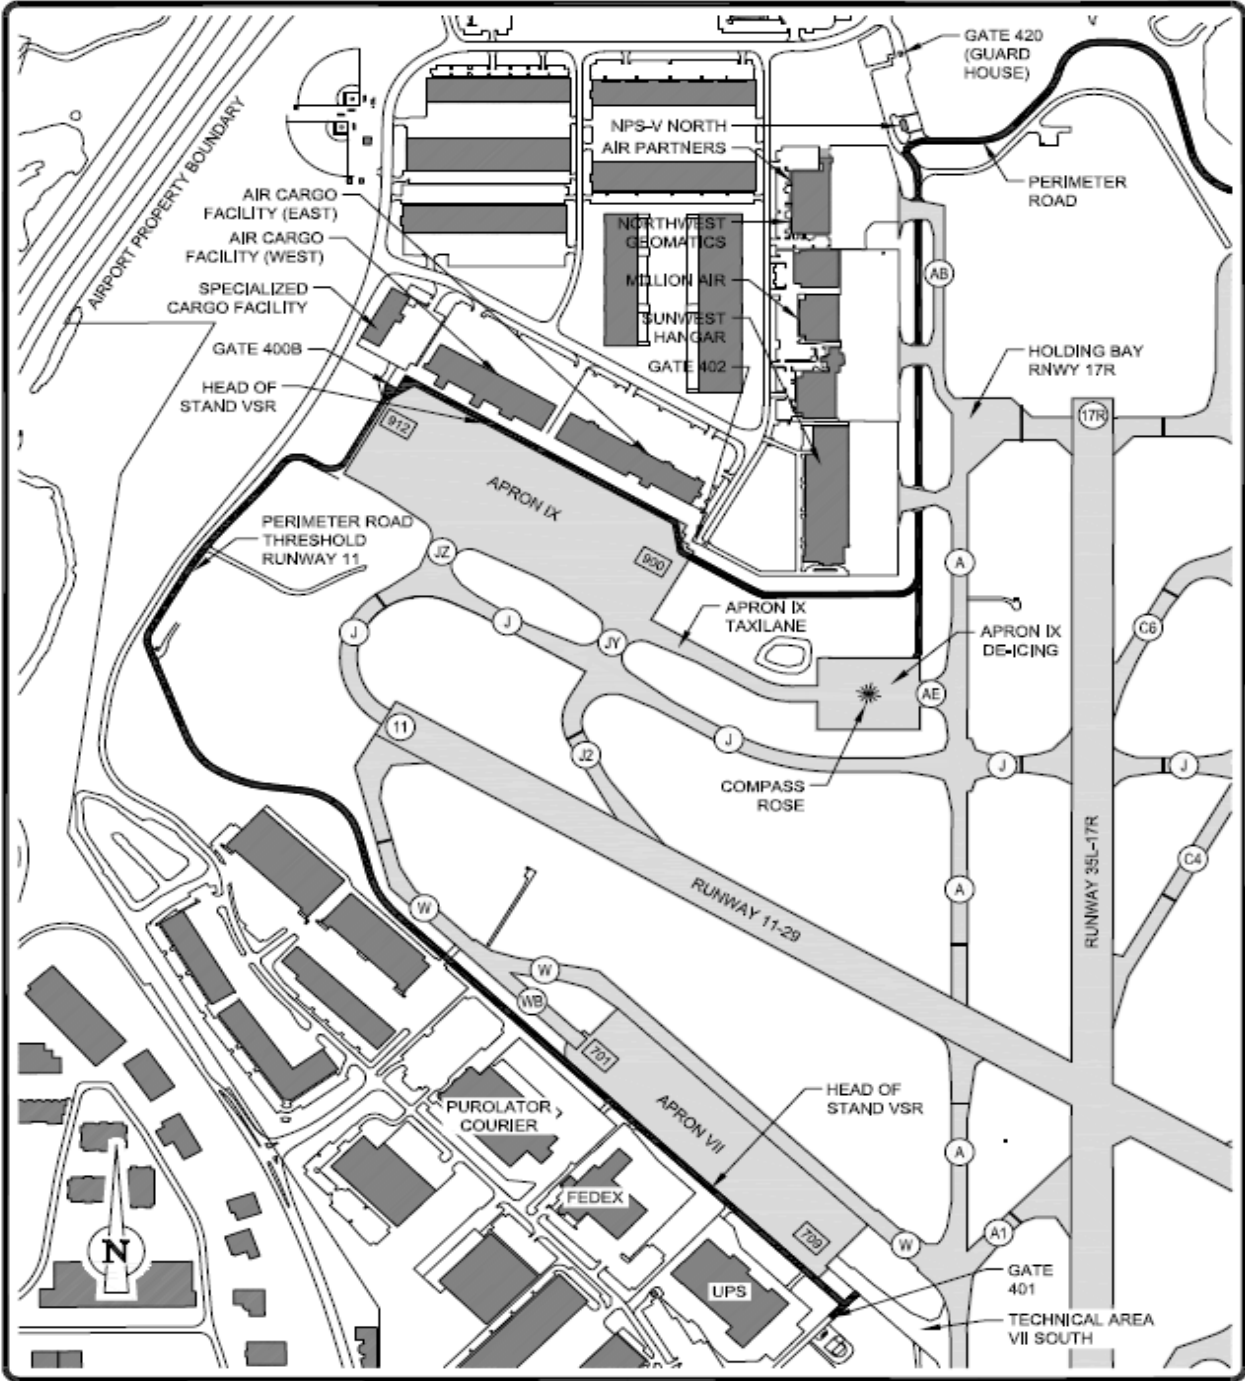 GATE 420
(GUARD
HOUSE)
NPS-V NORTH
AIR PARTNERS
PERIMETER
ROAD
AIRPORT PROPERTY BOUNDARY
AIR CARGO
FACILITY (EAST)
AIR CARGO
FACILITY (WEST)
SPECIALIZED
CARGO FACILITY
GATE 400B
HEAD OF
STAND VSR
NORTHWEST
GEOMATICS
MILLION AIR
SUNWEST
HANGAR
GATE 402
AB
HOLDING BAY
RNWY 17R
17R
912
APRON IX
900
PERIMETER ROAD
THRESHOLD
RUNWAY 11
JZ
J
J
JY
APRON IX
TAXILANE
A
C6
APRON IX
DE-ICING
AE
11
J2
J
J
J
COMPASS
ROSE
RUNWAY 35L-17R
C4
A
RUNWAY 11-29
W
W
WB
701
APRON VII
HEAD OF
STAND VSR
PUROLATOR
COURIER
FEDEX
A
709
W
A1
UPS
GATE
401
TECHNICAL AREA
VII SOUTH
N